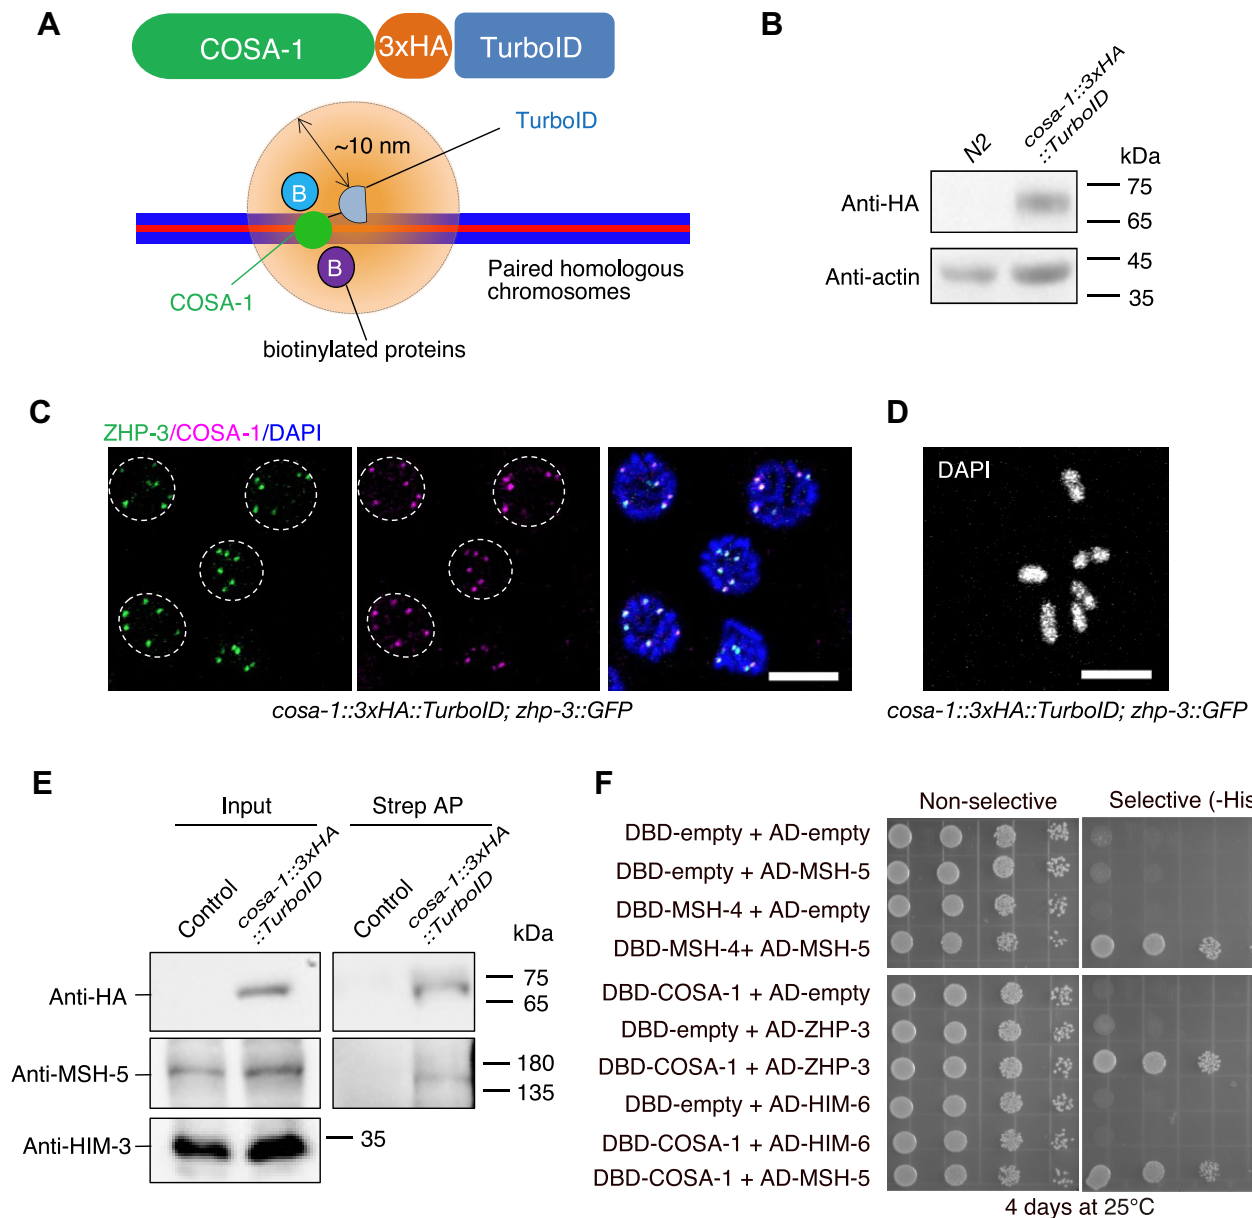 A
COSA-1
3xHA
TurboID
TurboID
~10 nm
B
B
COSA-1
Paired homologous
chromosomes
biotinylated proteins
B
N2
cosa-1::3xHA
::TurboID
kDa
Anti-HA
75
65
Anti-actin
45
35
C
ZHP-3/COSA-1/DAPI
cosa-1::3xHA::TurboID; zhp-3::GFP
D
DAPI
cosa-1::3xHA::TurboID; zhp-3::GFP
E
Input
Strep AP
Control
cosa-1::3xHA
::TurboID
Control
cosa-1::3xHA
::TurboID
kDa
Anti-HA
75
65
Anti-MSH-5
180
135
Anti-HIM-3
35
F
Non-selective
Selective (-His
DBD-empty + AD-empty
DBD-empty + AD-MSH-5
DBD-MSH-4 + AD-empty
DBD-MSH-4+ AD-MSH-5
DBD-COSA-1 + AD-empty
DBD-empty + AD-ZHP-3
DBD-COSA-1 + AD-ZHP-3
DBD-empty + AD-HIM-6
DBD-COSA-1 + AD-HIM-6
DBD-COSA-1 + AD-MSH-5
4 days at 25°C